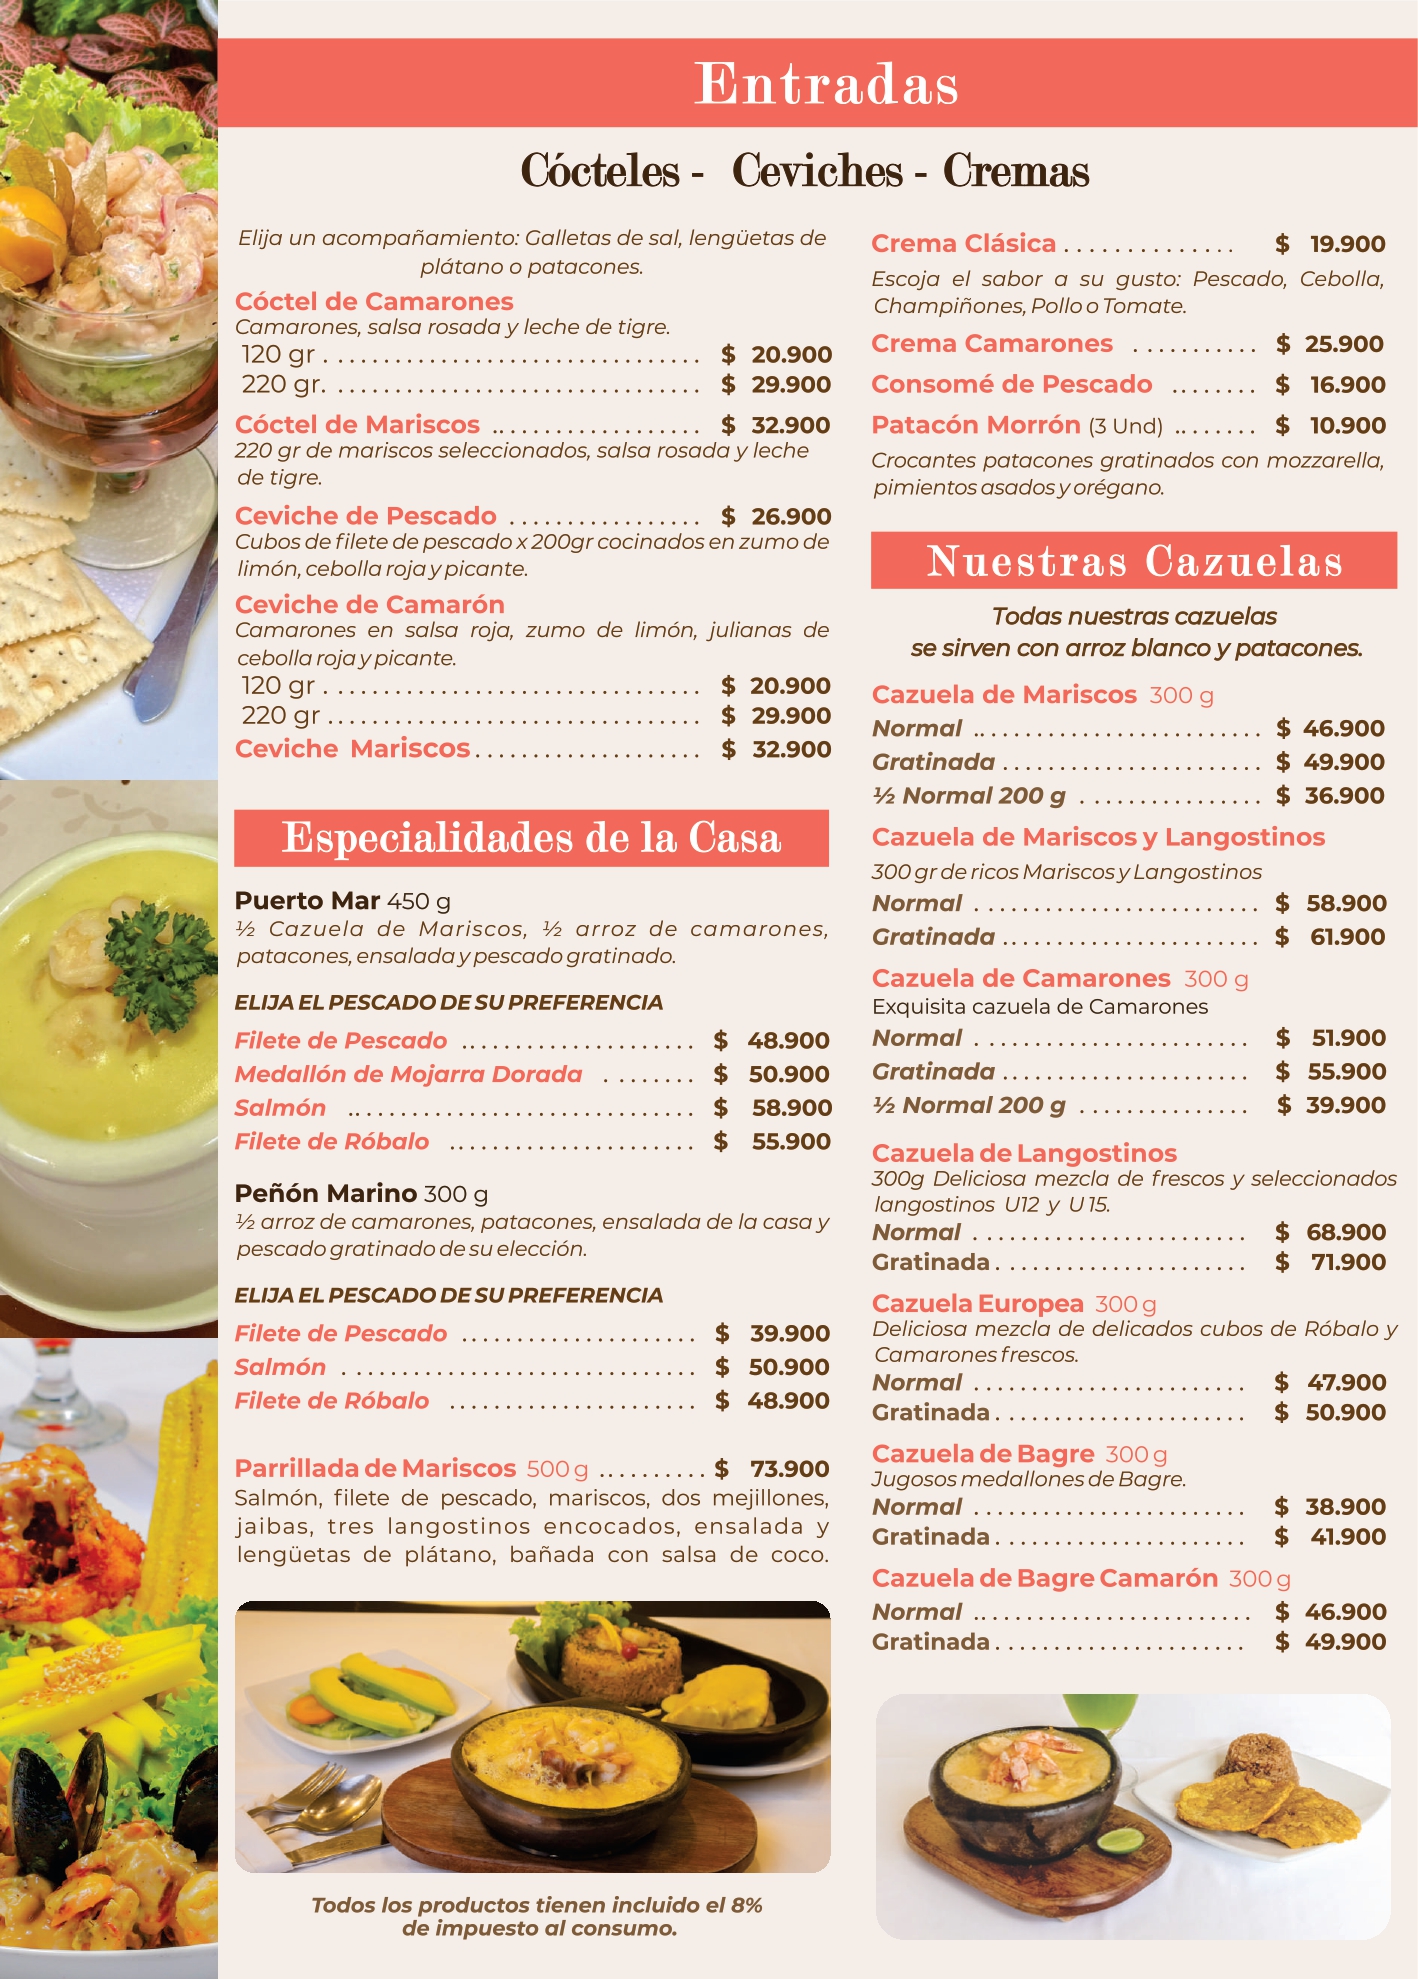 Entradas
Cócteles - Ceviches - Cremas
Elija un acompañamiento: Galletas de sal, lengüetas de
plátano o patacones.
Cóctel de Camarones
Camarones, salsa rosada y leche de tigre.
120 gr . . . . . . . . . . . . . . . . . . . . . . . . . . . . . . . . $ 20.900
220 gr. . . . . . . . . . . . . . . . . . . . . . . . . . . . . . . . $ 29.900
Cóctel de Mariscos .. . . . . . . . . . . . . . . . . $ 32.900
220 gr de mariscos seleccionados, salsa rosada y leche
de tigre.
Ceviche de Pescado . . . . . . . . . . . . . . . . . $ 26.900
Cubos de filete de pescado x 200gr cocinados en zumo de
limón, cebolla roja y picante.
Ceviche de Camarón
Camarones en salsa roja, zumo de limón, julianas de
cebolla roja y picante.
120 gr . . . . . . . . . . . . . . . . . . . . . . . . . . . . . . . . $ 20.900
220 gr . . . . . . . . . . . . . . . . . . . . . . . . . . . . . . . . $ 29.900
Ceviche Mariscos . . . . . . . . . . . . . . . . . . . $ 32.900
Especialidades de la Casa
Puerto Mar 450 g
½ Cazuela de Mariscos, ½ arroz de camarones,
patacones, ensalada y pescado gratinado.
ELIJA EL PESCADO DE SU PREFERENCIA
Filete de Pescado .. . . . . . . . . . . . . . . . . . . . $ 48.900
Medallón de Mojarra Dorada . . . . . . . . $ 50.900
Salmón .. . . . . . . . . . . . . . . . . . . . . . . . . . . . . $ 58.900
Filete de Róbalo . . . . . . . . . . . . . . . . . . . . . $ 55.900
Peñón Marino 300 g
½ arroz de camarones, patacones, ensalada de la casa y
pescado gratinado de su elección.
ELIJA EL PESCADO DE SU PREFERENCIA
Filete de Pescado . . . . . . . . . . . . . . . . . . . . $ 39.900
Salmón . . . . . . . . . . . . . . . . . . . . . . . . . . . . . . $ 50.900
Filete de Róbalo . . . . . . . . . . . . . . . . . . . . . $ 48.900
Parrillada de Mariscos 500 g .. . . . . . . . . $ 73.900
Salmón, filete de pescado, mariscos, dos mejillones,
jaibas, tres langostinos encocados, ensalada y
lengüetas de plátano, bañada con salsa de coco.
Todos los productos tienen incluido el 8%
de impuesto al consumo.
Crema Clásica . . . . . . . . . . . . . . $ 19.900
Escoja el sabor a su gusto: Pescado, Cebolla,
Champiñones, Pollo o Tomate.
Crema Camarones . . . . . . . . . . . $ 25.900
Consomé de Pescado .. . . . . . . $ 16.900
Patacón Morrón (3 Und) .. . . . . . . $ 10.900
Crocantes patacones gratinados con mozzarella,
pimientos asados y orégano.
Nuestras Cazuelas
Todas nuestras cazuelas
se sirven con arroz blanco y patacones.
Cazuela de Mariscos 300 g
Normal .. . . . . . . . . . . . . . . . . . . . . . . . $ 46.900
Gratinada . . . . . . . . . . . . . . . . . . . . . . $ 49.900
½ Normal 200 g . . . . . . . . . . . . . . . . $ 36.900
Cazuela de Mariscos y Langostinos
300 gr de ricos Mariscos y Langostinos
Normal . . . . . . . . . . . . . . . . . . . . . . . . $ 58.900
Gratinada .. . . . . . . . . . . . . . . . . . . . . $ 61.900
Cazuela de Camarones 300 g
Exquisita cazuela de Camarones
Normal . . . . . . . . . . . . . . . . . . . . . . . $ 51.900
Gratinada .. . . . . . . . . . . . . . . . . . . . $ 55.900
½ Normal 200 g . . . . . . . . . . . . . . . $ 39.900
Cazuela de Langostinos
300g Deliciosa mezcla de frescos y seleccionados
langostinos U12 y U 15.
Normal . . . . . . . . . . . . . . . . . . . . . . . $ 68.900
Gratinada . . . . . . . . . . . . . . . . . . . . . . $ 71.900
Cazuela Europea 300 g
Deliciosa mezcla de delicados cubos de Róbalo y
Camarones frescos.
Normal . . . . . . . . . . . . . . . . . . . . . . . $ 47.900
Gratinada . . . . . . . . . . . . . . . . . . . . . . $ 50.900
Cazuela de Bagre 300 g
Jugosos medallones de Bagre.
Normal . . . . . . . . . . . . . . . . . . . . . . . $ 38.900
Gratinada . . . . . . . . . . . . . . . . . . . . . . $ 41.900
Cazuela de Bagre Camarón 300 g
Normal .. . . . . . . . . . . . . . . . . . . . . . . $ 46.900
Gratinada . . . . . . . . . . . . . . . . . . . . . . $ 49.900